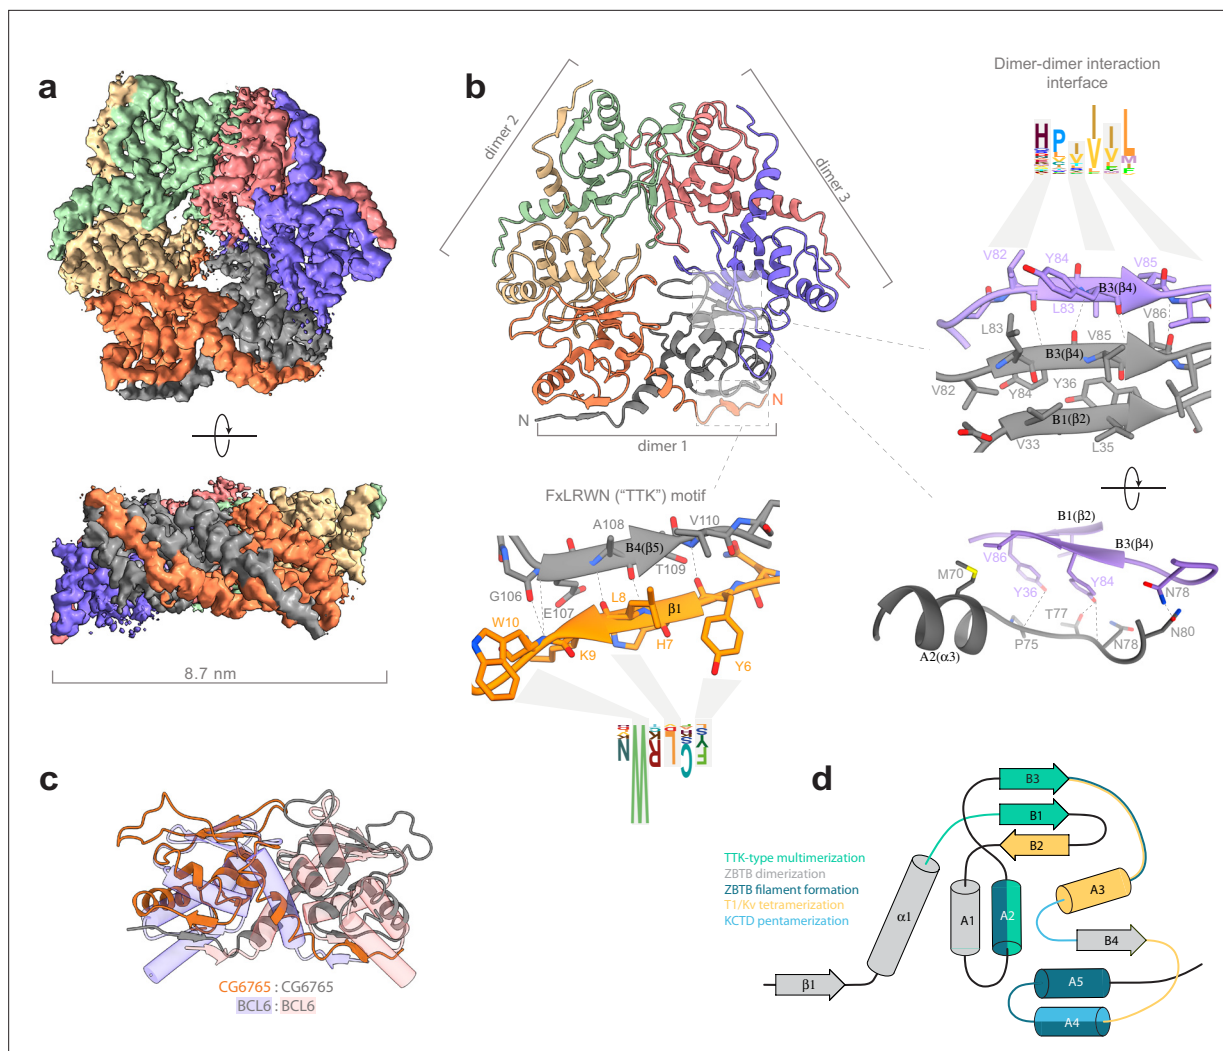 a
8.7 nm
b
dimer 2
dimer 3
N
N
dimer 1
Dimer-dimer interaction
interface
H P I V I L
V82
Y84
V85
B3(β4)
L83
V86
L83
V85
B3(β4)
V82
Y84
Y36
B1(β2)
V33
L35
FxLRWN ("TTK") motif
A108
V110
B4(β5)
T109
G106
E107
L8
β1
W10
K9
H7
Y6
N W R L C F
B1(β2)
B3(β4)
V86
M70
Y36
Y84
N78
T77
P75
N78
N80
A2(α3)
c
CG6765 : CG6765
BCL6 : BCL6
d
TTK-type multimerization
ZBTB dimerization
ZBTB filament formation
T1/Kv tetramerization
KCTD pentamerization
B3
B1
B2
α1
A1
A2
A3
B4
β1
A5
A4